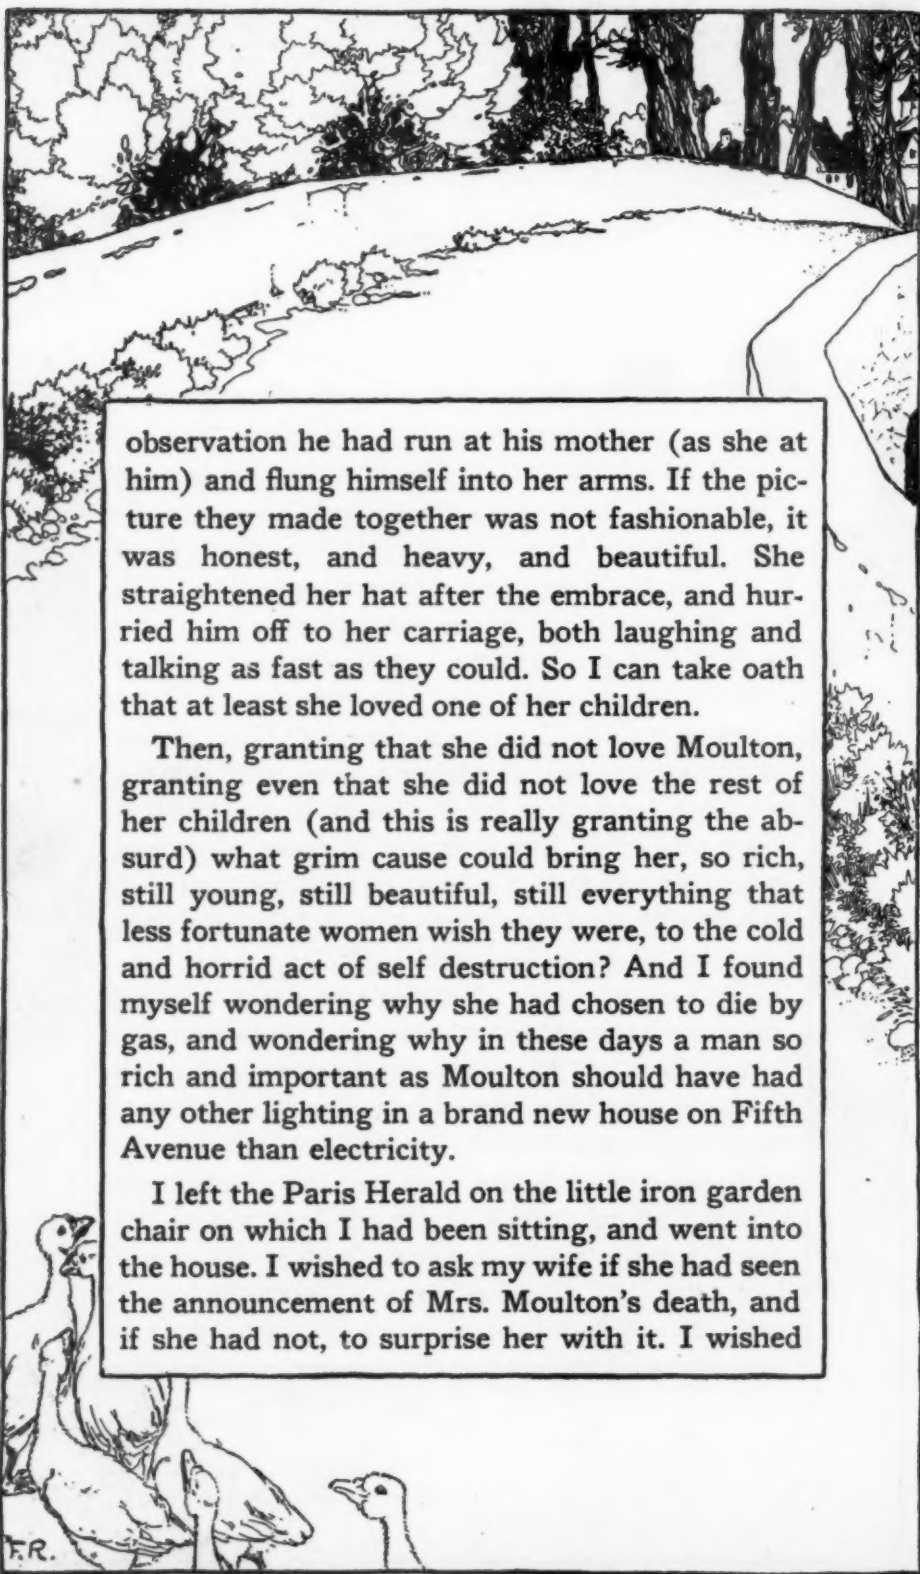 observation he had run at his mother (as she at
him) and flung himself into her arms. If the pic-
ture they made together was not fashionable, it
was honest, and heavy, and beautiful. She
straightened her hat after the embrace, and hur-
ried him off to her carriage, both laughing and
talking as fast as they could. So I can take oath
that at least she loved one of her children.
Then, granting that she did not love Moulton,
granting even that she did not love the rest of
her children (and this is really granting the ab-
surd) what grim cause could bring her, so rich,
still young, still beautiful, still everything that
less fortunate women wish they were, to the cold
and horrid act of self destruction? And I found
myself wondering why she had chosen to die by
gas, and wondering why in these days a man so
rich and important as Moulton should have had
any other lighting in a brand new house on Fifth
Avenue than electricity.
I left the Paris Herald on the little iron garden
chair on which I had been sitting, and went into
the house. I wished to ask my wife if she had seen
the announcement of Mrs. Moulton's death, and
if she had not, to surprise her with it. I wished
F.R.